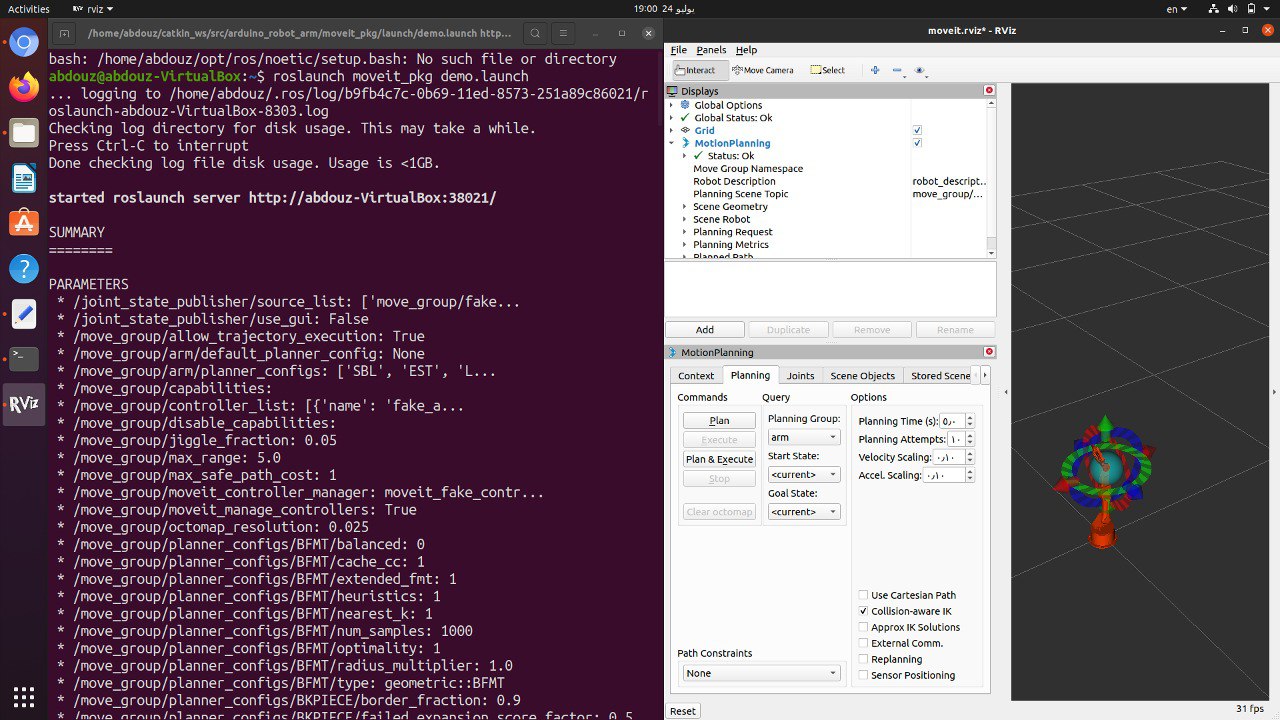 Activities
rviz
19:00 24 يوليو
en
/home/abdouz/catkin_ws/src/arduino_robot_arm/moveit_pkg/launch/demo.launch http...
bash: /home/abdouz/opt/ros/noetic/setup.bash: No such file or directory
abdouz@abdouz-VirtualBox:~$ roslaunch moveit_pkg demo.launch
... logging to /home/abdouz/.ros/log/b9fb4c7c-0b69-11ed-8573-251a89c86021/r
oslaunch-abdouz-VirtualBox-8308.log
Checking log directory for disk usage. This may take a while.
Press Ctrl-C to interrupt
Done checking log file disk usage. Usage is <1GB.
started roslaunch server http://abdouz-VirtualBox:38021/
SUMMARY
========
PARAMETERS
* /joint_state_publisher/source_list: ['move_group/fake...
* /joint_state_publisher/use_gui: False
* /move_group/allow_trajectory_execution: True
* /move_group/arm/default_planner_config: None
* /move_group/arm/planner_configs: ['SBL', 'EST', 'L...
* /move_group/capabilities:
* /move_group/controller_list: [{'name': 'fake_a...
* /move_group/disable_capabilities:
* /move_group/jiggle_fraction: 0.05
* /move_group/max_range: 5.0
* /move_group/max_safe_path_cost: 1
* /move_group/moveit_controller_manager: moveit_fake_contr...
* /move_group/moveit_manage_controllers: True
* /move_group/octomap_resolution: 0.025
* /move_group/planner_configs/BFMT/balanced: 0
* /move_group/planner_configs/BFMT/cache_cc: 1
* /move_group/planner_configs/BFMT/extended_fmt: 1
* /move_group/planner_configs/BFMT/heuristics: 1
* /move_group/planner_configs/BFMT/nearest_k: 1
* /move_group/planner_configs/BFMT/num_samples: 1000
* /move_group/planner_configs/BFMT/optimality: 1
* /move_group/planner_configs/BFMT/radius_multiplier: 1.0
* /move_group/planner_configs/BFMT/type: geometric::BFMT
* /move_group/planner_configs/BKPIECE/border_fraction: 0.9
* /move_group/planner_configs/BKPIECE/failed_expansion_score_factor: 0.5
RViz
moveit.rviz* - RViz
File Panels Help
Interact Move Camera Select
Displays
Global Options
Global Status: Ok
Grid
MotionPlanning
Status: Ok
Move Group Namespace
Robot Description robot_descript...
Planning Scene Topic move_group/...
Scene Geometry
Scene Robot
Planning Request
Planning Metrics
Planned Path
Add Duplicate Remove Rename
MotionPlanning
Context Planning Joints Scene Objects Stored Scene
Commands Query Options
Plan
Execute
Plan & Execute
Stop
Clear octomap
Planning Group:
arm
Start State:
<current>
Goal State:
<current>
Planning Time (s): ٥٫٠
Planning Attempts: ١٠
Velocity Scaling: ٠٫١٠
Accel. Scaling: ٠٫١٠
Use Cartesian Path
Collision-aware IK
Approx IK Solutions
External Comm.
Replanning
Sensor Positioning
Path Constraints
None
Reset
31 fps